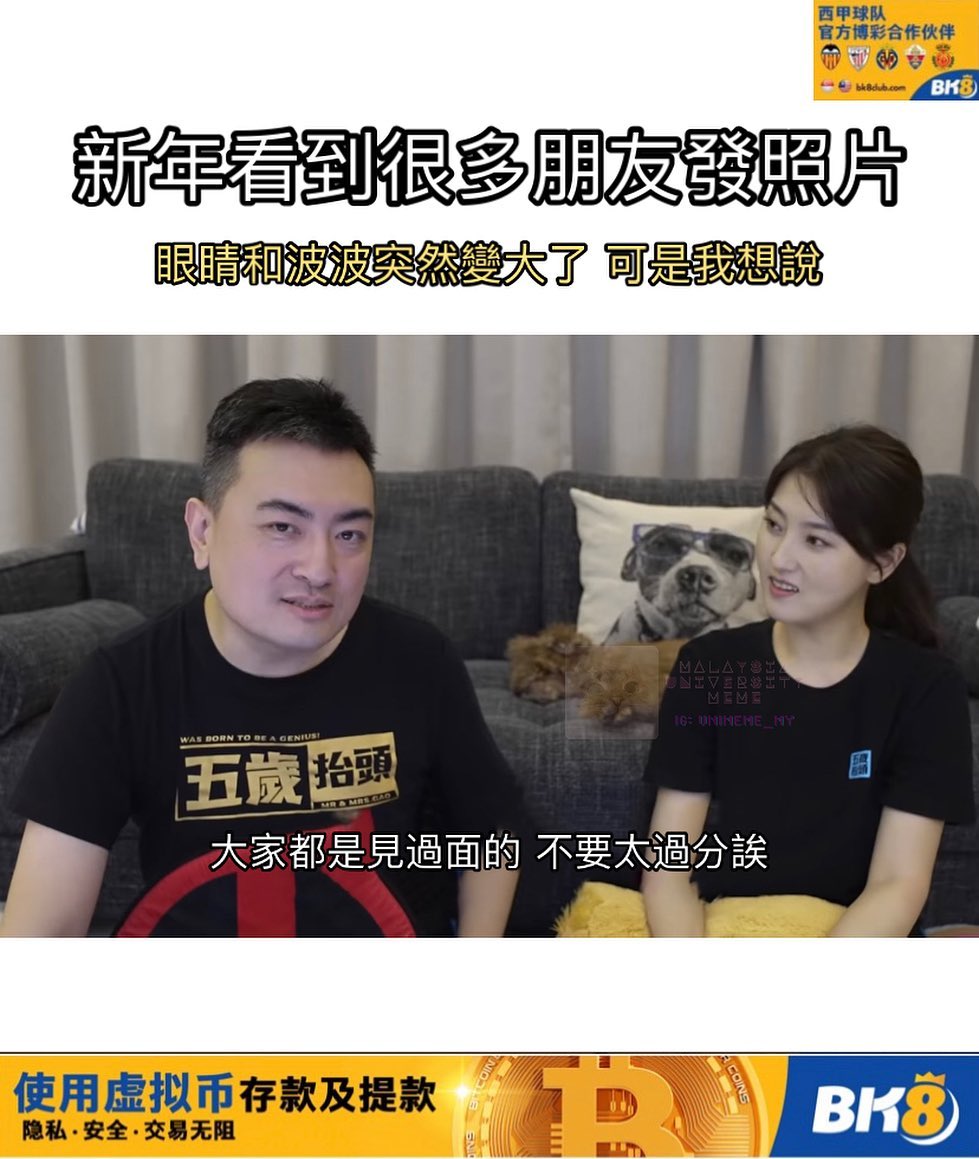 西甲球队
官方博彩合作伙伴
bk8club.com
BK8
新年看到很多朋友發照片
眼睛和波波突然變大了 可是我想說
MALAYSIA
UNIVERSITY
MEME
IG: UNIMEME_MY
WAS BORN TO BE A GENIUS!
五歲抬頭
MR & MRS GAO
五歲
抬頭
大家都是見過面的 不要太過分誒
使用虚拟币存款及提款
隐私·安全·交易无阻
BK8